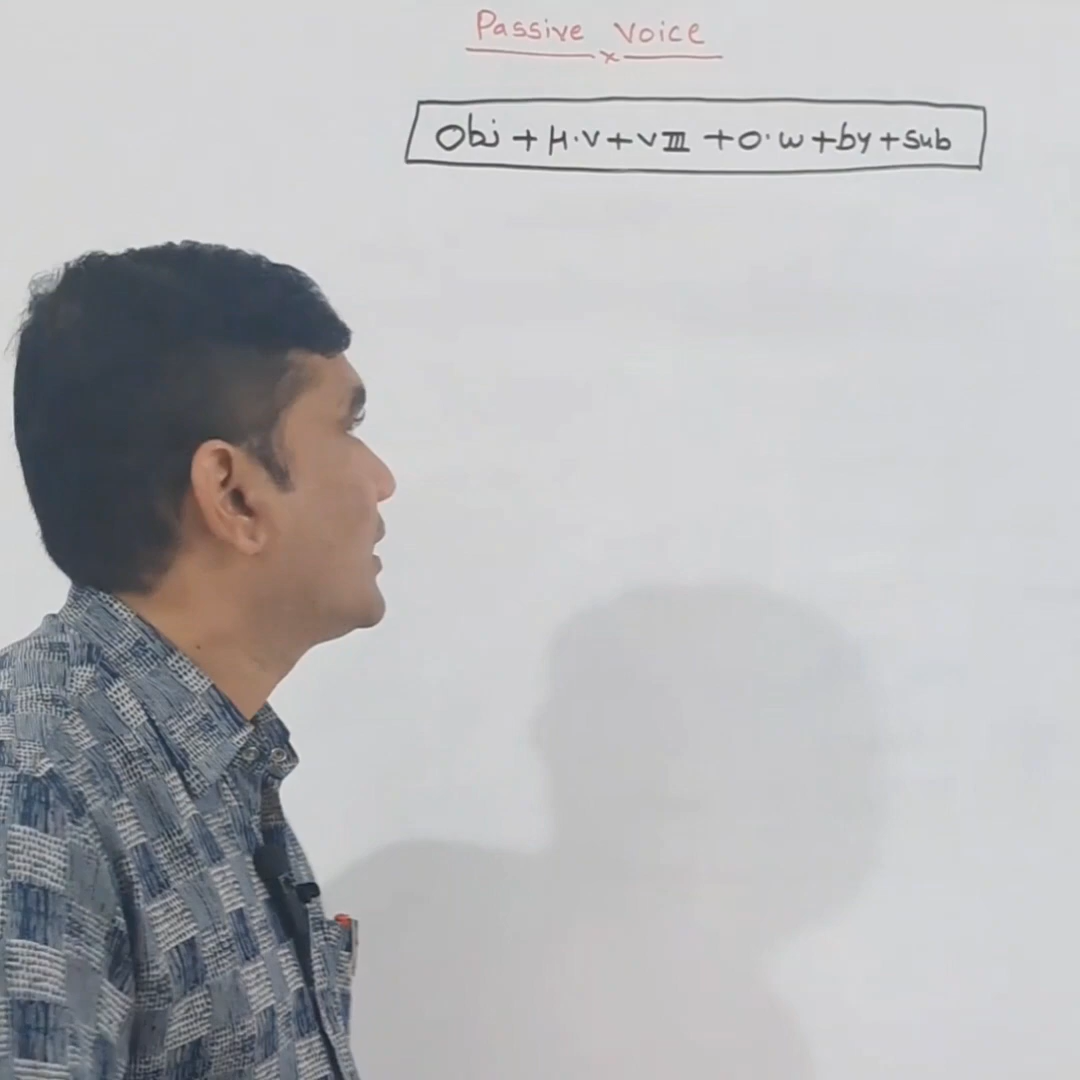 Passive Voice
Obj + H.V + V III + O.W + by + Sub